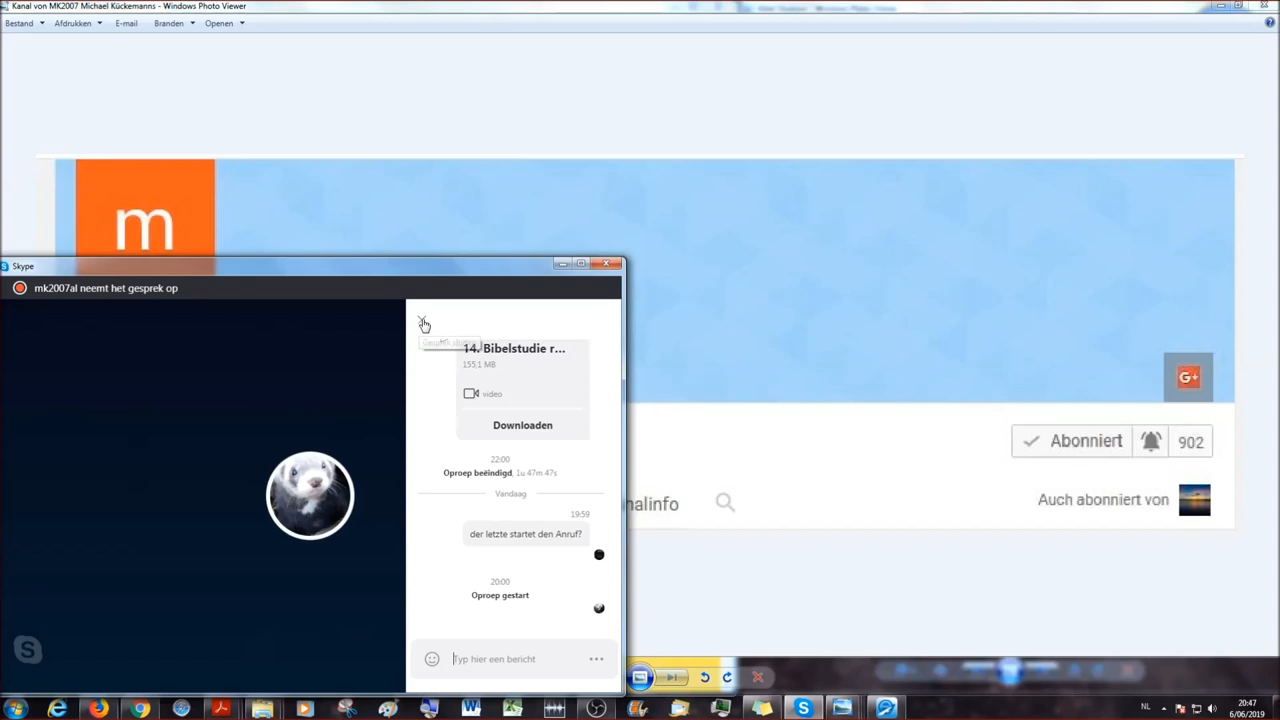 Kanal von MK2007 Michael Kückemanns - Windows Photo Viewer
Bestand Afdrukken E-mail Branden Openen
m
Skype
mk2007al neemt het gesprek op
14. Bibelstudie r...
155,1 MB
video
Downloaden
22:00
Oproep beëindigd, 1u 47m 47s
Vandaag
19:59
der letzte startet den Anruf?
20:00
Oproep gestart
Typ hier een bericht
G+
Abonniert 902
nalinfo
Auch abonniert von
NL
20:47
6/06/2019